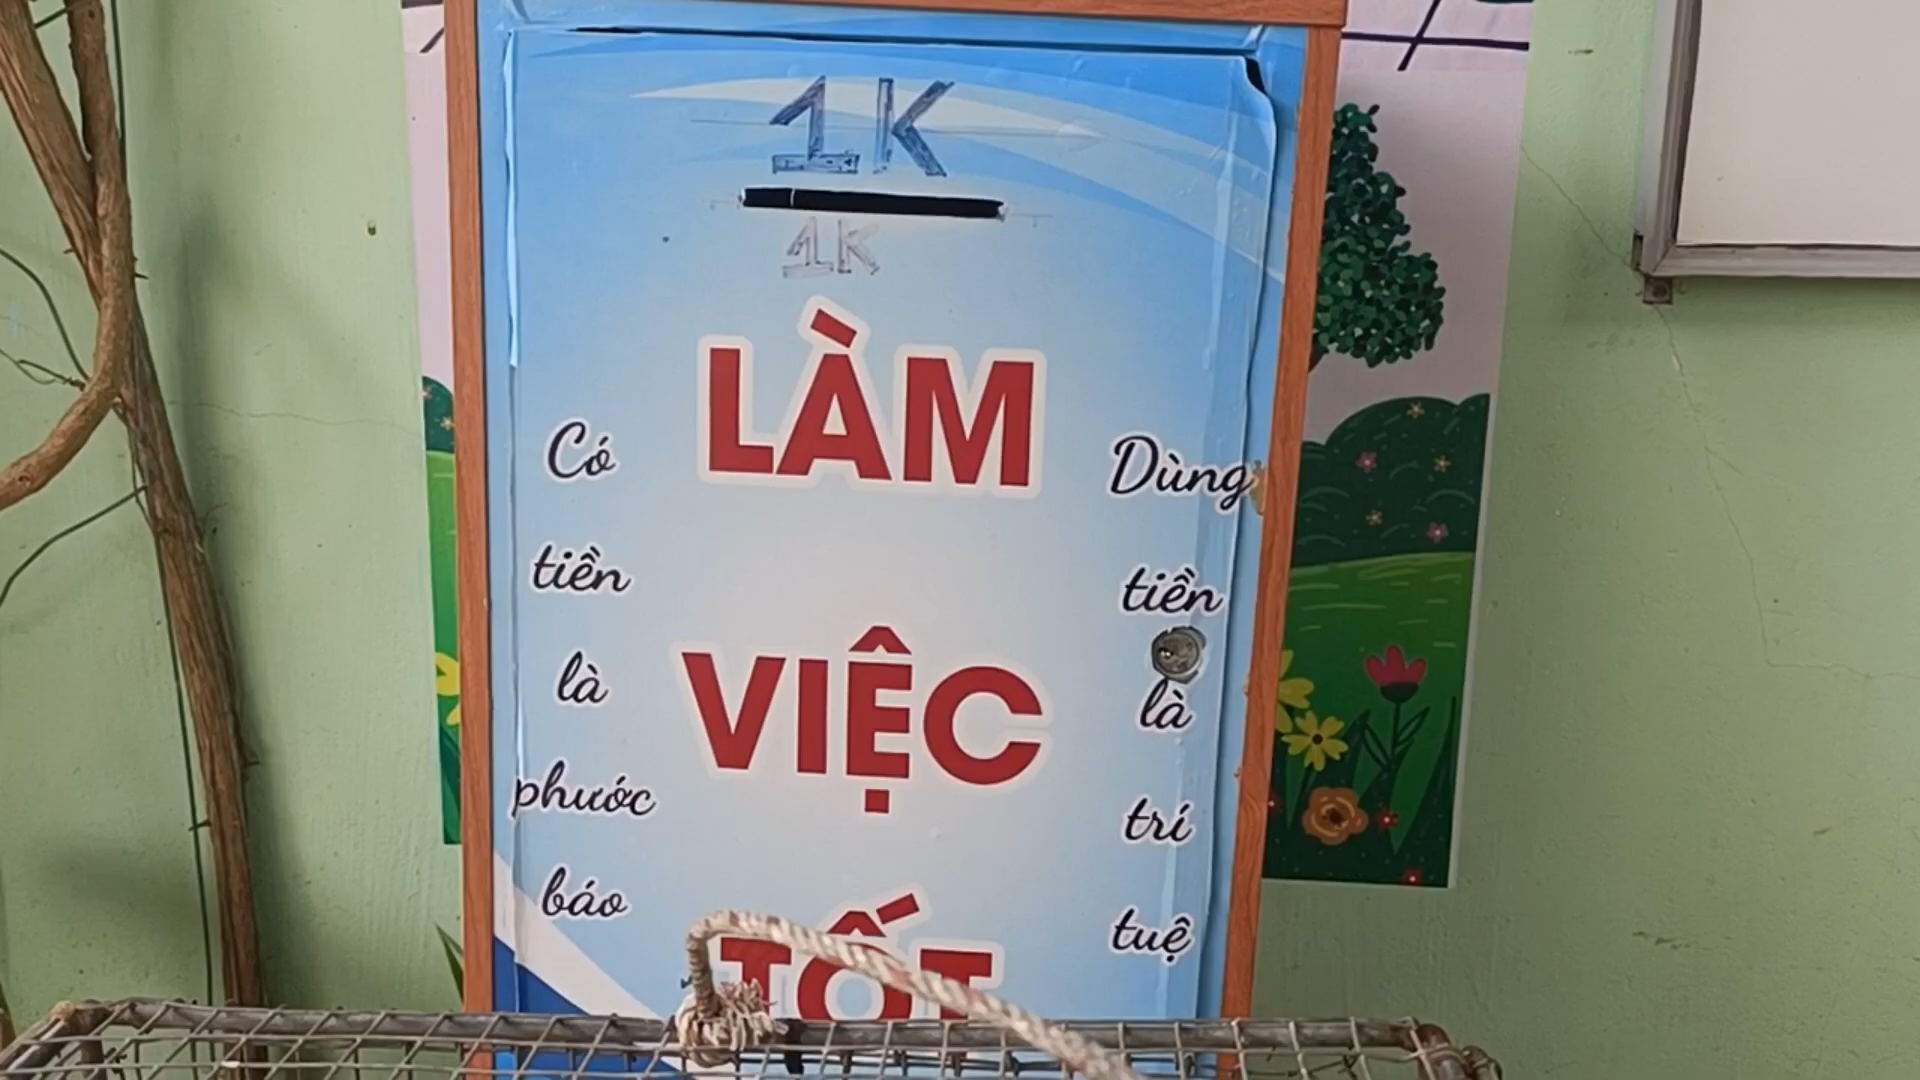 1K
1K
LÀM
VIỆC
TỐT
Có
tiền
là
phước
báo
Dùng
tiền
là
trí
tuệ